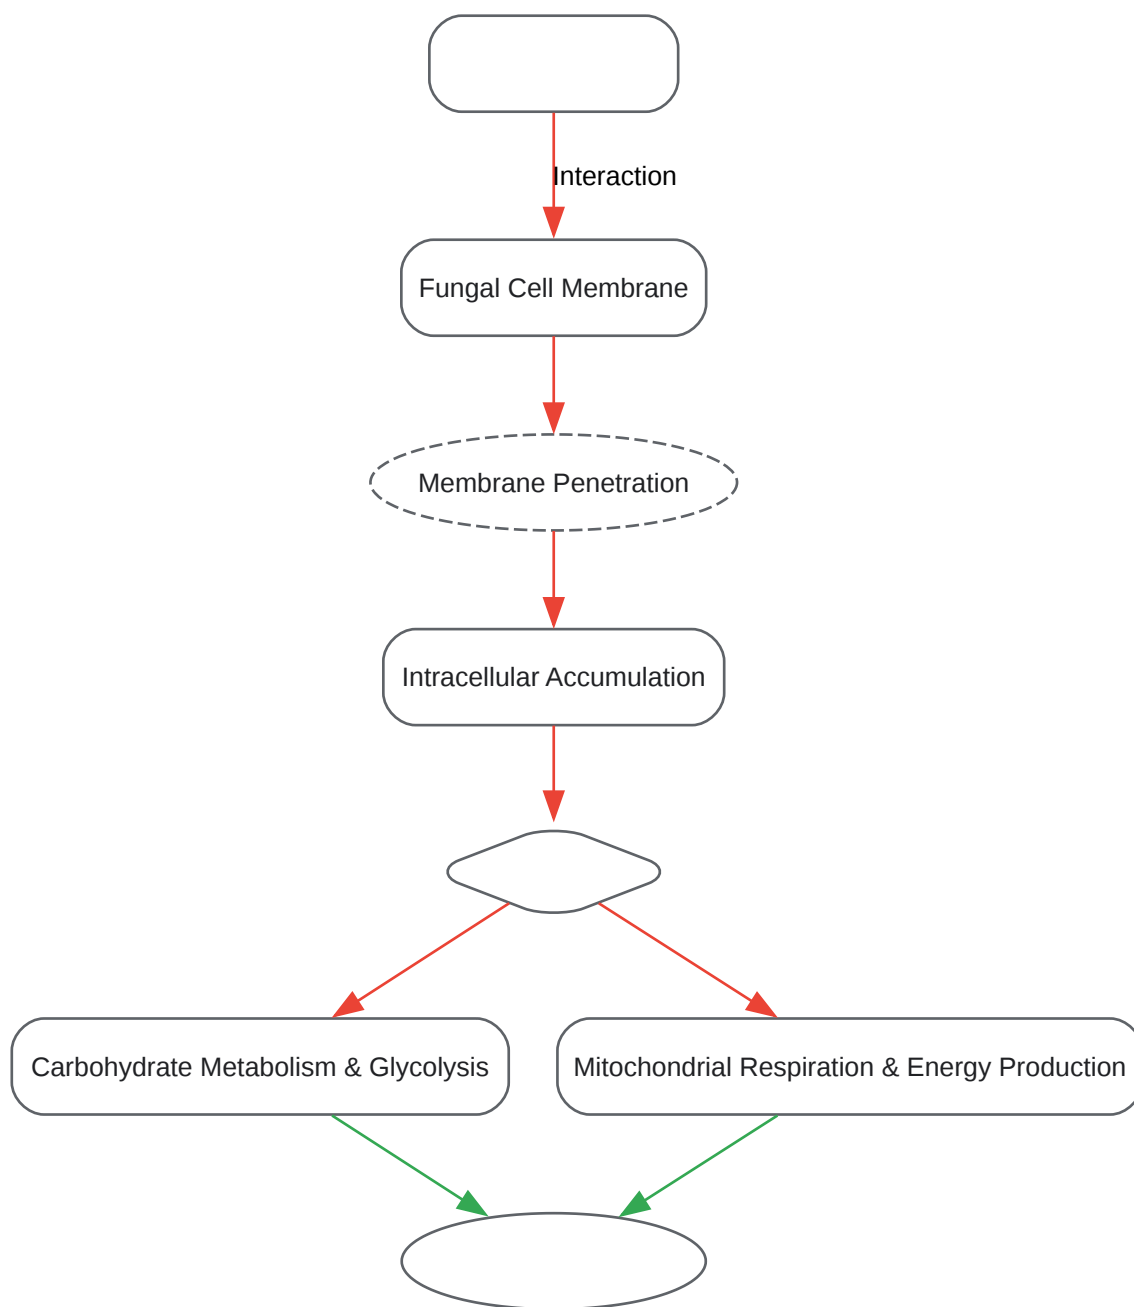 Interaction
Fungal Cell Membrane
Membrane Penetration
Intracellular Accumulation
Carbohydrate Metabolism & Glycolysis
Mitochondrial Respiration & Energy Production